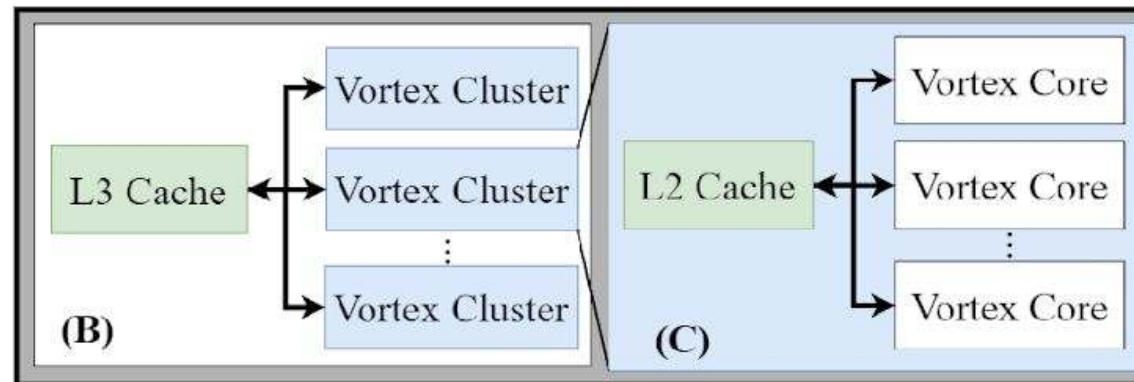 Vortex Cluster
L3 Cache
Vortex Cluster
Vortex Cluster
(B)
Vortex Core
L2 Cache
Vortex Core
Vortex Core
(C)